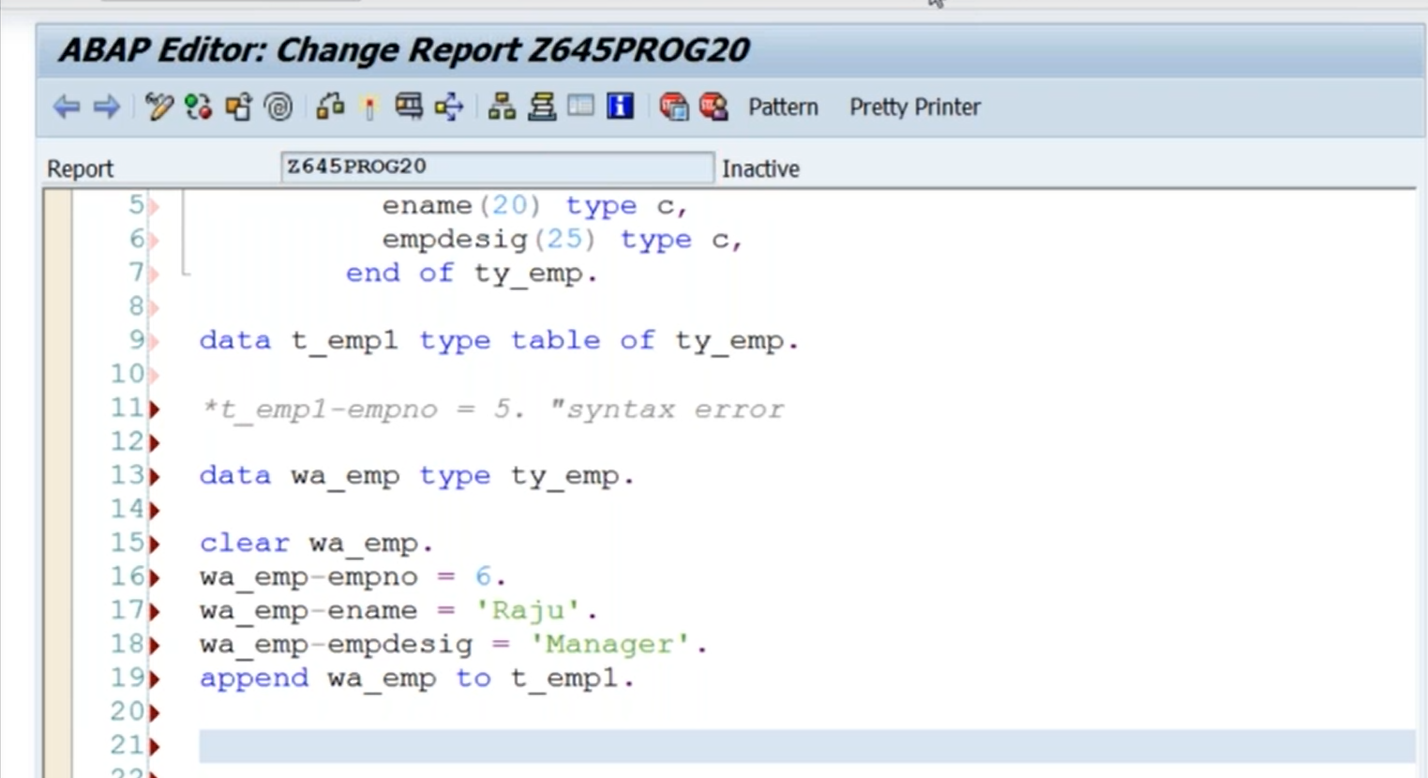 ABAP Editor: Change Report Z645PROG20
Pattern Pretty Printer
Report Z645PROG20 Inactive
5 ename(20) type c,
6 empdesig(25) type c,
7 end of ty_emp.
8
9 data t_emp1 type table of ty_emp.
10
11 *t_emp1-empno = 5. "syntax error
12
13 data wa_emp type ty_emp.
14
15 clear wa_emp.
16 wa_emp-empno = 6.
17 wa_emp-ename = 'Raju'.
18 wa_emp-empdesig = 'Manager'.
19 append wa_emp to t_emp1.
20
21
22